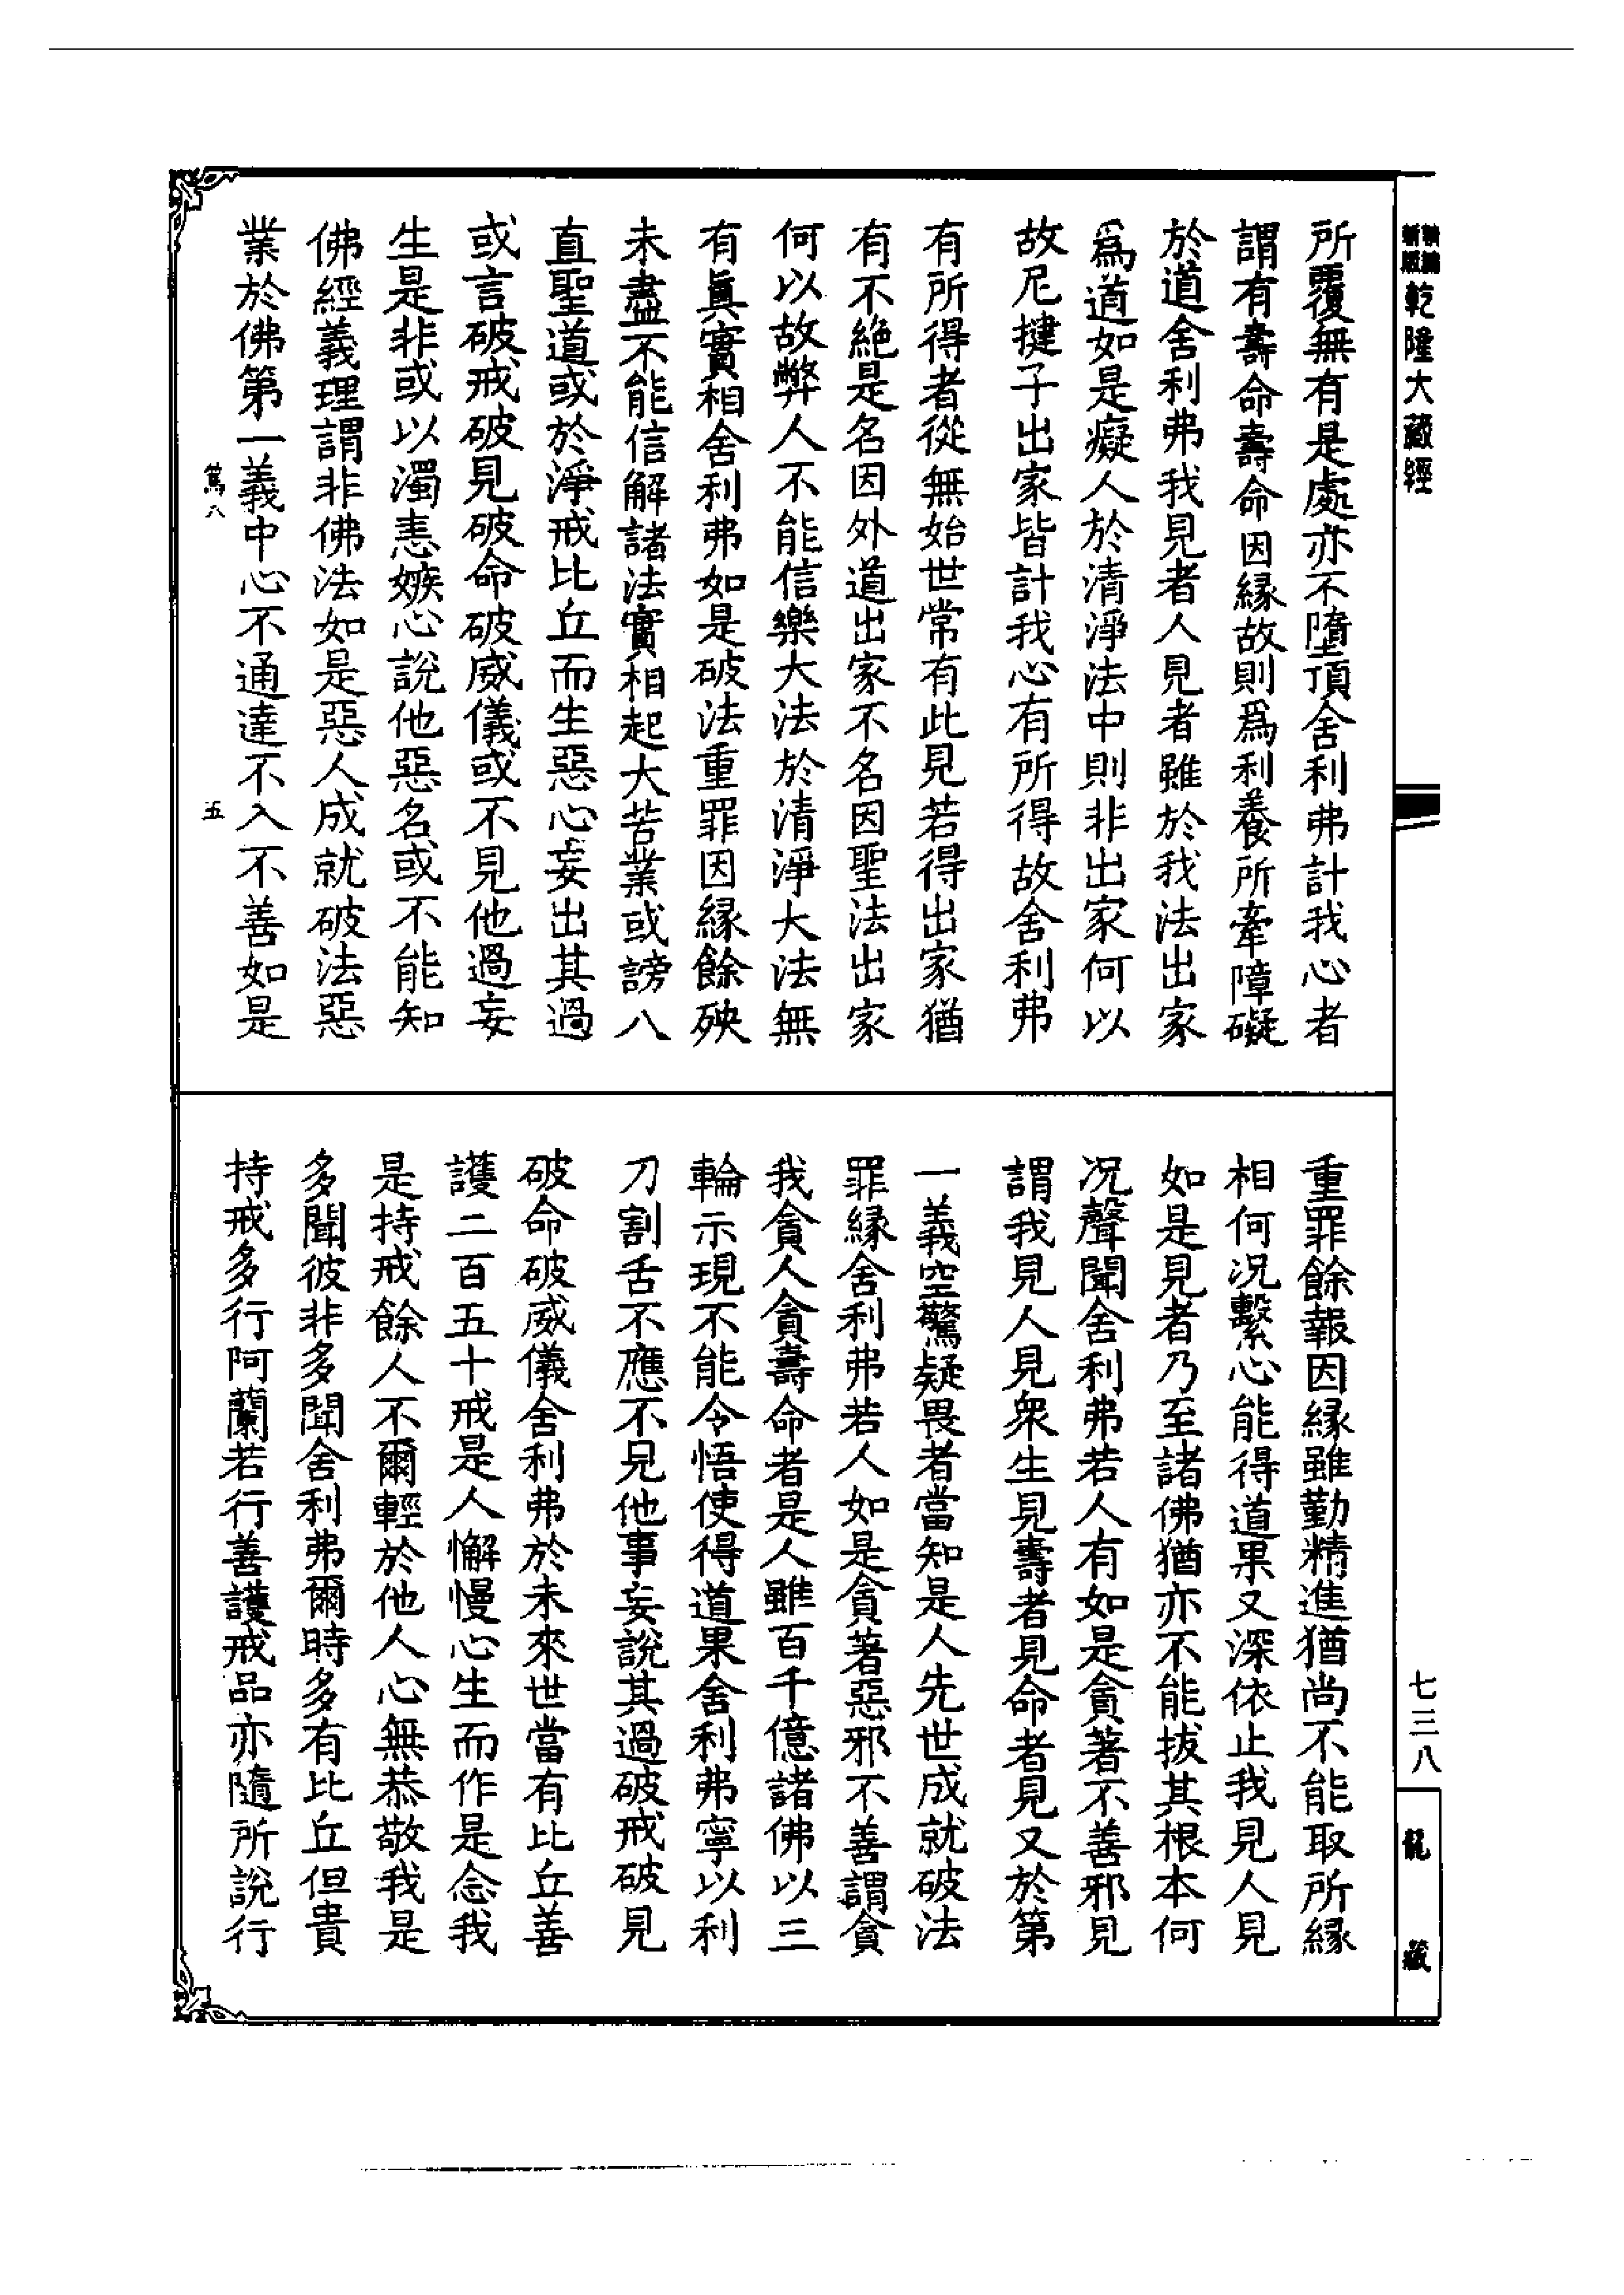 乾隆大藏經
所覆無有是處亦不墮頂舍利弗計我心者
謂有壽命壽命因緣故則爲利養所牽障礙
於道舍利弗我見者人見者雖於我法出家
爲道如是癡人於清淨法中則非出家何以
故尼揵子出家皆計我心有所得故舍利弗
有所得者從無始世常有此見若得出家猶
有不絶是名因外道出家不名因聖法出家
何以故弊人不能信樂大法於清淨大法無
有眞實相舍利弗如是破法重罪因緣餘殃
未盡不能信解諸法實相起大苦業或謗八
直聖道或於淨戒比丘而生惡心妄出其過
或言破戒破見破命破威儀或不見他過妄
生是非或以濁恚嫉心說他惡名或不能知
佛經義理謂非佛法如是惡人成就破法惡
業於佛第一義中心不通達不入不善如是
篤八
五
重罪餘報因緣雖勤精進猶尚不能取所緣
相何況繫心能得道果又深依止我見人見
如是見者乃至諸佛猶亦不能拔其根本何
况聲聞舍利弗若人有如是貪著不善邪見
謂我見人見衆生見壽者見命者見又於第
一義空驚疑畏者當知是人先世成就破法
罪緣舍利弗若人如是貪著惡邪不善謂貪
我貪人貪壽命者是人雖百千億諸佛以三
輪示現不能令悟使得道果舍利弗寧以利
刀割舌不應不見他事妄說其過破戒破見
破命破威儀舍利弗於未來世當有比丘善
護二百五十戒是人懈慢心生而作是念我
是持戒餘人不爾輕於他人心無恭敬我是
多聞彼非多聞舍利弗爾時多有比丘但貴
持戒多行阿蘭若行善護戒品亦隨所說行
七三八
龍藏